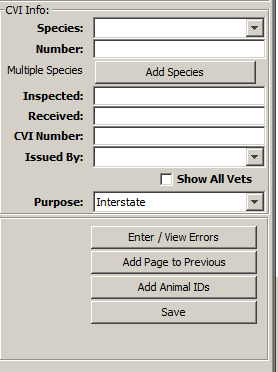 CVI Info:
Species:
Number:
Multiple Species Add Species
Inspected:
Received:
CVI Number:
Issued By:
Show All Vets
Purpose: Interstate
Enter / View Errors
Add Page to Previous
Add Animal IDs
Save